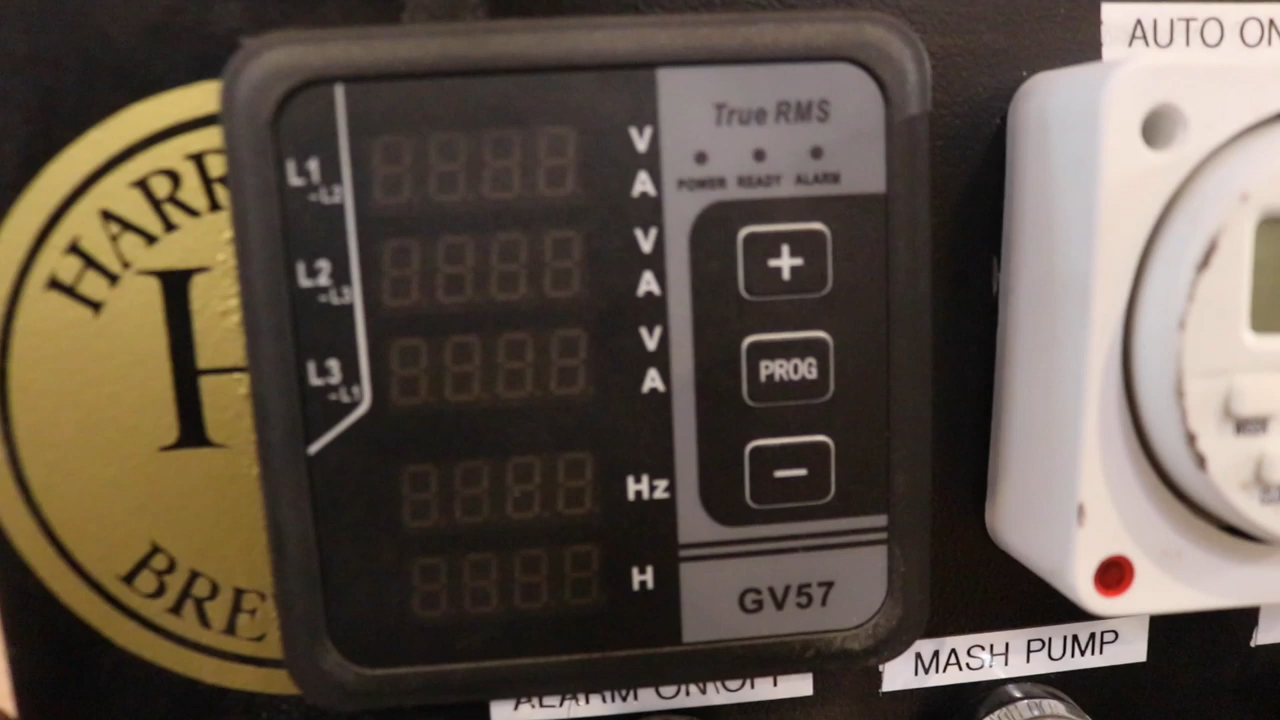 AUTO ON
HARR
H
BRE
L1
-L2
L2
-L3
L3
-L1
V
A
V
A
V
A
Hz
H
True RMS
POWER READY ALARM
+
PROG
−
GV57
ALARM ON\OFF
MASH PUMP